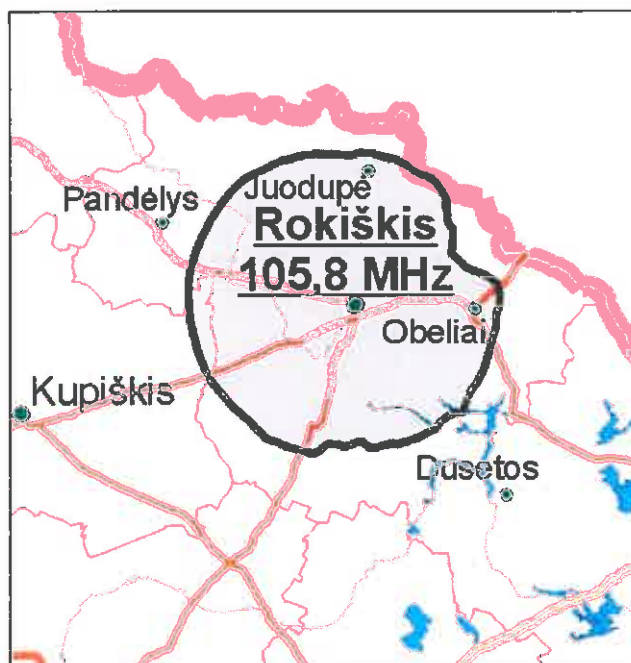 Juodupė
Pandėlys
Rokiškis
105,8 MHz
Obeliai
Kupiškis
Dusetos